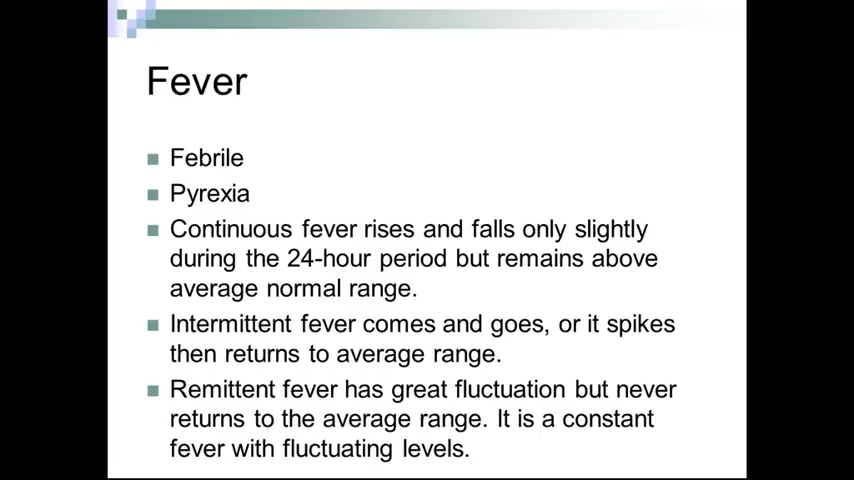 Fever
Febrile
Pyrexia
Continuous fever rises and falls only slightly
during the 24-hour period but remains above
average normal range.
Intermittent fever comes and goes, or it spikes
then returns to average range.
Remittent fever has great fluctuation but never
returns to the average range. It is a constant
fever with fluctuating levels.